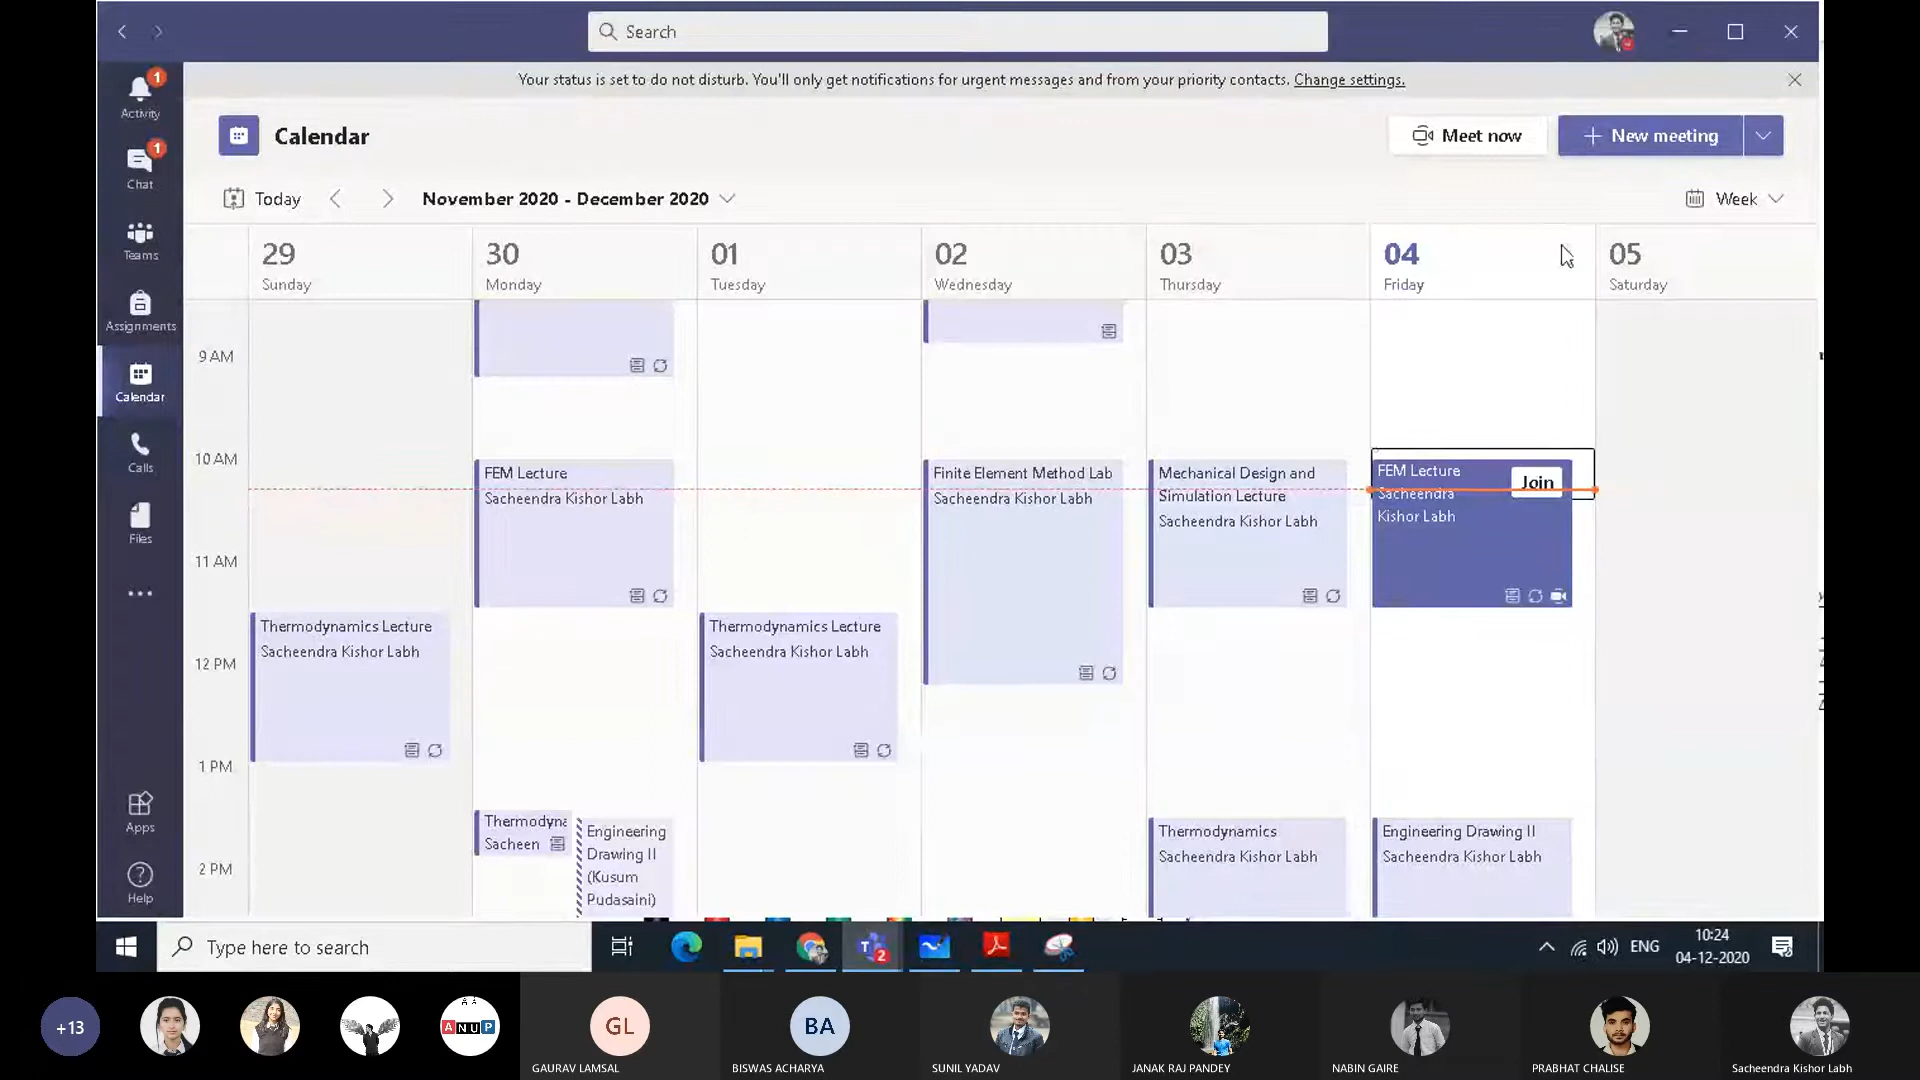 Search
Your status is set to do not disturb. You'll only get notifications for urgent messages and from your priority contacts. Change settings.
1
Activity
Calendar
Meet now
New meeting
1
Chat
Today
November 2020 - December 2020
Week
Teams
29
Sunday
30
Monday
01
Tuesday
02
Wednesday
03
Thursday
04
Friday
05
Saturday
Assignments
Calendar
Calls
Files
Apps
Help
9 AM
10 AM
11 AM
12 PM
1 PM
2 PM
Thermodynamics Lecture
Sacheendra Kishor Labh
FEM Lecture
Sacheendra Kishor Labh
Thermodyna
Sacheen
Engineering
Drawing II
(Kusum
Pudasaini)
Thermodynamics Lecture
Sacheendra Kishor Labh
Finite Element Method Lab
Sacheendra Kishor Labh
Mechanical Design and
Simulation Lecture
Sacheendra Kishor Labh
Thermodynamics
Sacheendra Kishor Labh
FEM Lecture
Join
Sacheendra
Kishor Labh
Engineering Drawing II
Sacheendra Kishor Labh
Type here to search
T
2
ENG
10:24
04-12-2020
+13
ANUP
GL
GAURAV LAMSAL
BA
BISWAS ACHARYA
SUNIL YADAV
JANAK RAJ PANDEY
NABIN GAIRE
PRABHAT CHALISE
Sacheendra Kishor Labh